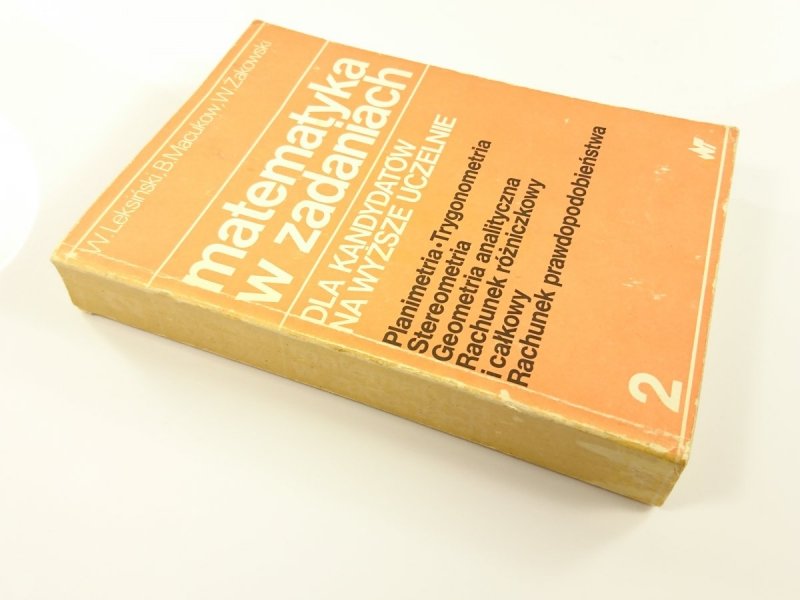 W. Leksiński, B. Macukow, W. Żakowski
matematyka
w zadaniach
DLA KANDYDATÓW
NA WYŻSZE UCZELNIE
Planimetria • Trygonometria
Stereometria
Geometria analityczna
Rachunek różniczkowy
i całkowy
Rachunek prawdopodobieństwa
2